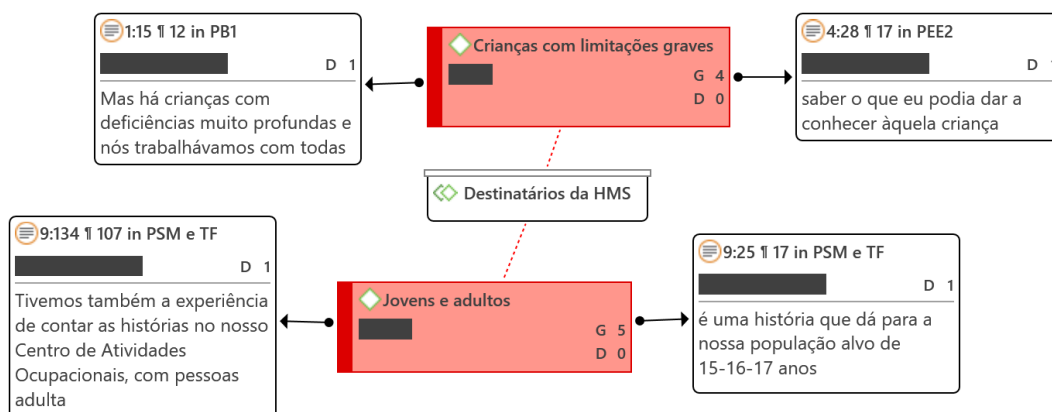 1:15 ¶ 12 in PB1
D 1
Mas há crianças com
deficiências muito profundas e
nós trabalhávamos com todas
Crianças com limitações graves
G 4
D 0
4:28 ¶ 17 in PEE2
D 1
saber o que eu podia dar a
conhecer àquela criança
Destinatários da HMS
9:134 ¶ 107 in PSM e TF
D 1
Tivemos também a experiência
de contar as histórias no nosso
Centro de Atividades
Ocupacionais, com pessoas
adulta
Jovens e adultos
G 5
D 0
9:25 ¶ 17 in PSM e TF
D 1
é uma história que dá para a
nossa população alvo de
15-16-17 anos